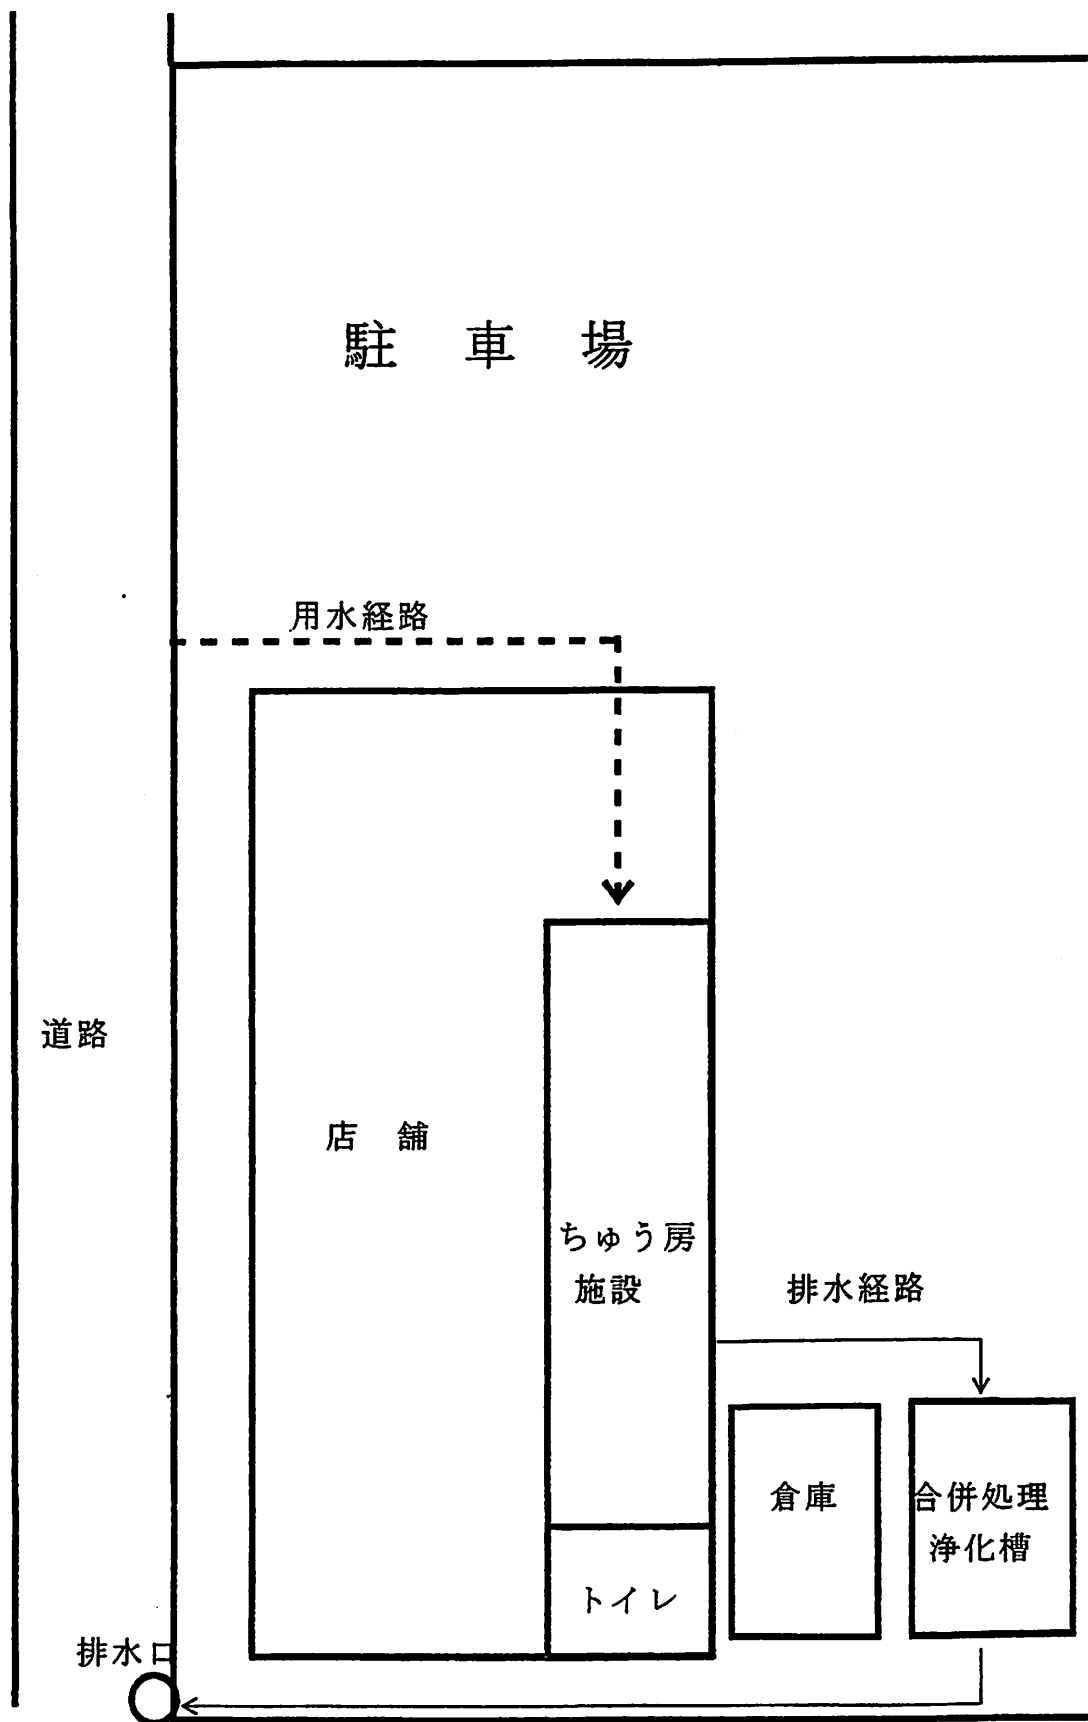 駐 車 場
用水経路
道路
店 舗
ちゅう房
施設
排水経路
倉庫
合併処理
浄化槽
トイレ
排水口